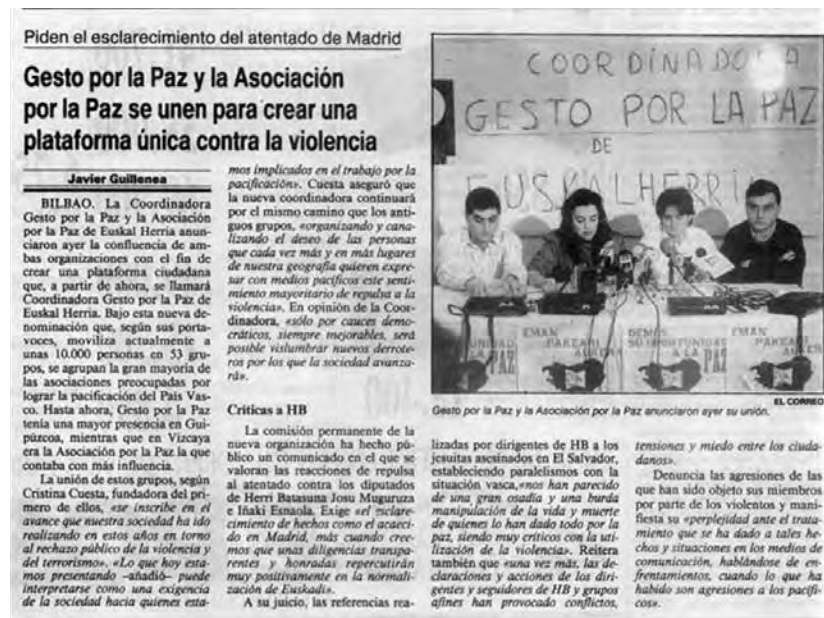 Piden el esclarecimiento del atentado de Madrid
Gesto por la Paz y la Asociación
por la Paz se unen para crear una
plataforma única contra la violencia
Javier Guillenea
BILBAO. La Coordinadora
Gesto por la Paz y la Asociación
por la Paz de Euskal Herria anun-
ciaron ayer la confluencia de am-
bas organizaciones con el fin de
crear una plataforma ciudadana
que, a partir de ahora, se llamará
Coordinadora Gesto por la Paz de
Euskal Herria. Bajo esta nueva de-
nominación que, según sus porta-
voces, moviliza actualmente a
unas 10.000 personas en 53 gru-
pos, se agrupan la gran mayoría de
las asociaciones preocupadas por
lograr la pacificación del País Vas-
co. Hasta ahora, Gesto por la Paz
tenía una mayor presencia en Gui-
púzcoa, mientras que en Vizcaya
era la Asociación por la Paz la que
contaba con más influencia.
La unión de estos grupos, según
Cristina Cuesta, fundadora del pri-
mero de ellos, «se inscribe en el
avance que nuestra sociedad ha ido
realizando en estos años en torno
al rechazo público de la violencia y
del terrorismo». «Lo que hoy esta-
mos presentando –añadió– puede
interpretarse como una exigencia
de la sociedad hacia quienes esta-
mos implicados en el trabajo por la
pacificación». Cuesta aseguró que
la nueva coordinadora continuará
por el mismo camino que los anti-
guos grupos, «organizando y cana-
lizando el deseo de las personas
que cada vez más y en más lugares
de nuestra geografía quieren expre-
sar con medios pacíficos este senti-
miento mayoritario de repulsa a la
violencia». En opinión de la Coor-
dinadora, «sólo por cauces demo-
cráticos, siempre mejorables, será
posible vislumbrar nuevos derrote-
ros por los que la sociedad avanza-
rá».
Críticas a HB
La comisión permanente de la
nueva organización ha hecho pú-
blico un comunicado en el que se
valoran las reacciones de repulsa
al atentado contra los diputados
de Herri Batasuna Josu Muguruza
e Iñaki Esnaola. Exige «el esclare-
cimiento de hechos como el acaeci-
do en Madrid, más cuando cree-
mos que unas diligencias transpa-
rentes y honradas repercutirán
muy positivamente en la normali-
zación de Euskadi».
A su juicio, las referencias rea-
COORDINADORA
GESTO POR LA PAZ
DE
EUSKALHERRIA
UNIDAD
LA PAZ
EMAN
PAKEARI
AUKERA
DEMOS
SU OPORTUNIDAD
A LA PAZ
EMAN
PAKEARI
AUKER
EL CORREO
Gesto por la Paz y la Asociación por la Paz anunciaron ayer su unión.
lizadas por dirigentes de HB a los
jesuitas asesinados en El Salvador,
estableciendo paralelismos con la
situación vasca,«nos han parecido
de una gran osadía y una burda
manipulación de la vida y muerte
de quienes lo han dado todo por la
paz, siendo muy críticos con la uti-
lización de la violencia». Reitera
también que «una vez más, las de-
claraciones y acciones de los diri-
gentes y seguidores de HB y grupos
afines han provocado conflictos,
tensiones y miedo entre los ciuda-
danos».
Denuncia las agresiones de las
que han sido objeto sus miembros
por parte de los violentos y mani-
fiesta su «perplejidad ante el trata-
miento que se ha dado a tales he-
chos y situaciones en los medios de
comunicación, hablándose de en-
frentamientos, cuando lo que ha
habido son agresiones a los pacífi-
cos».